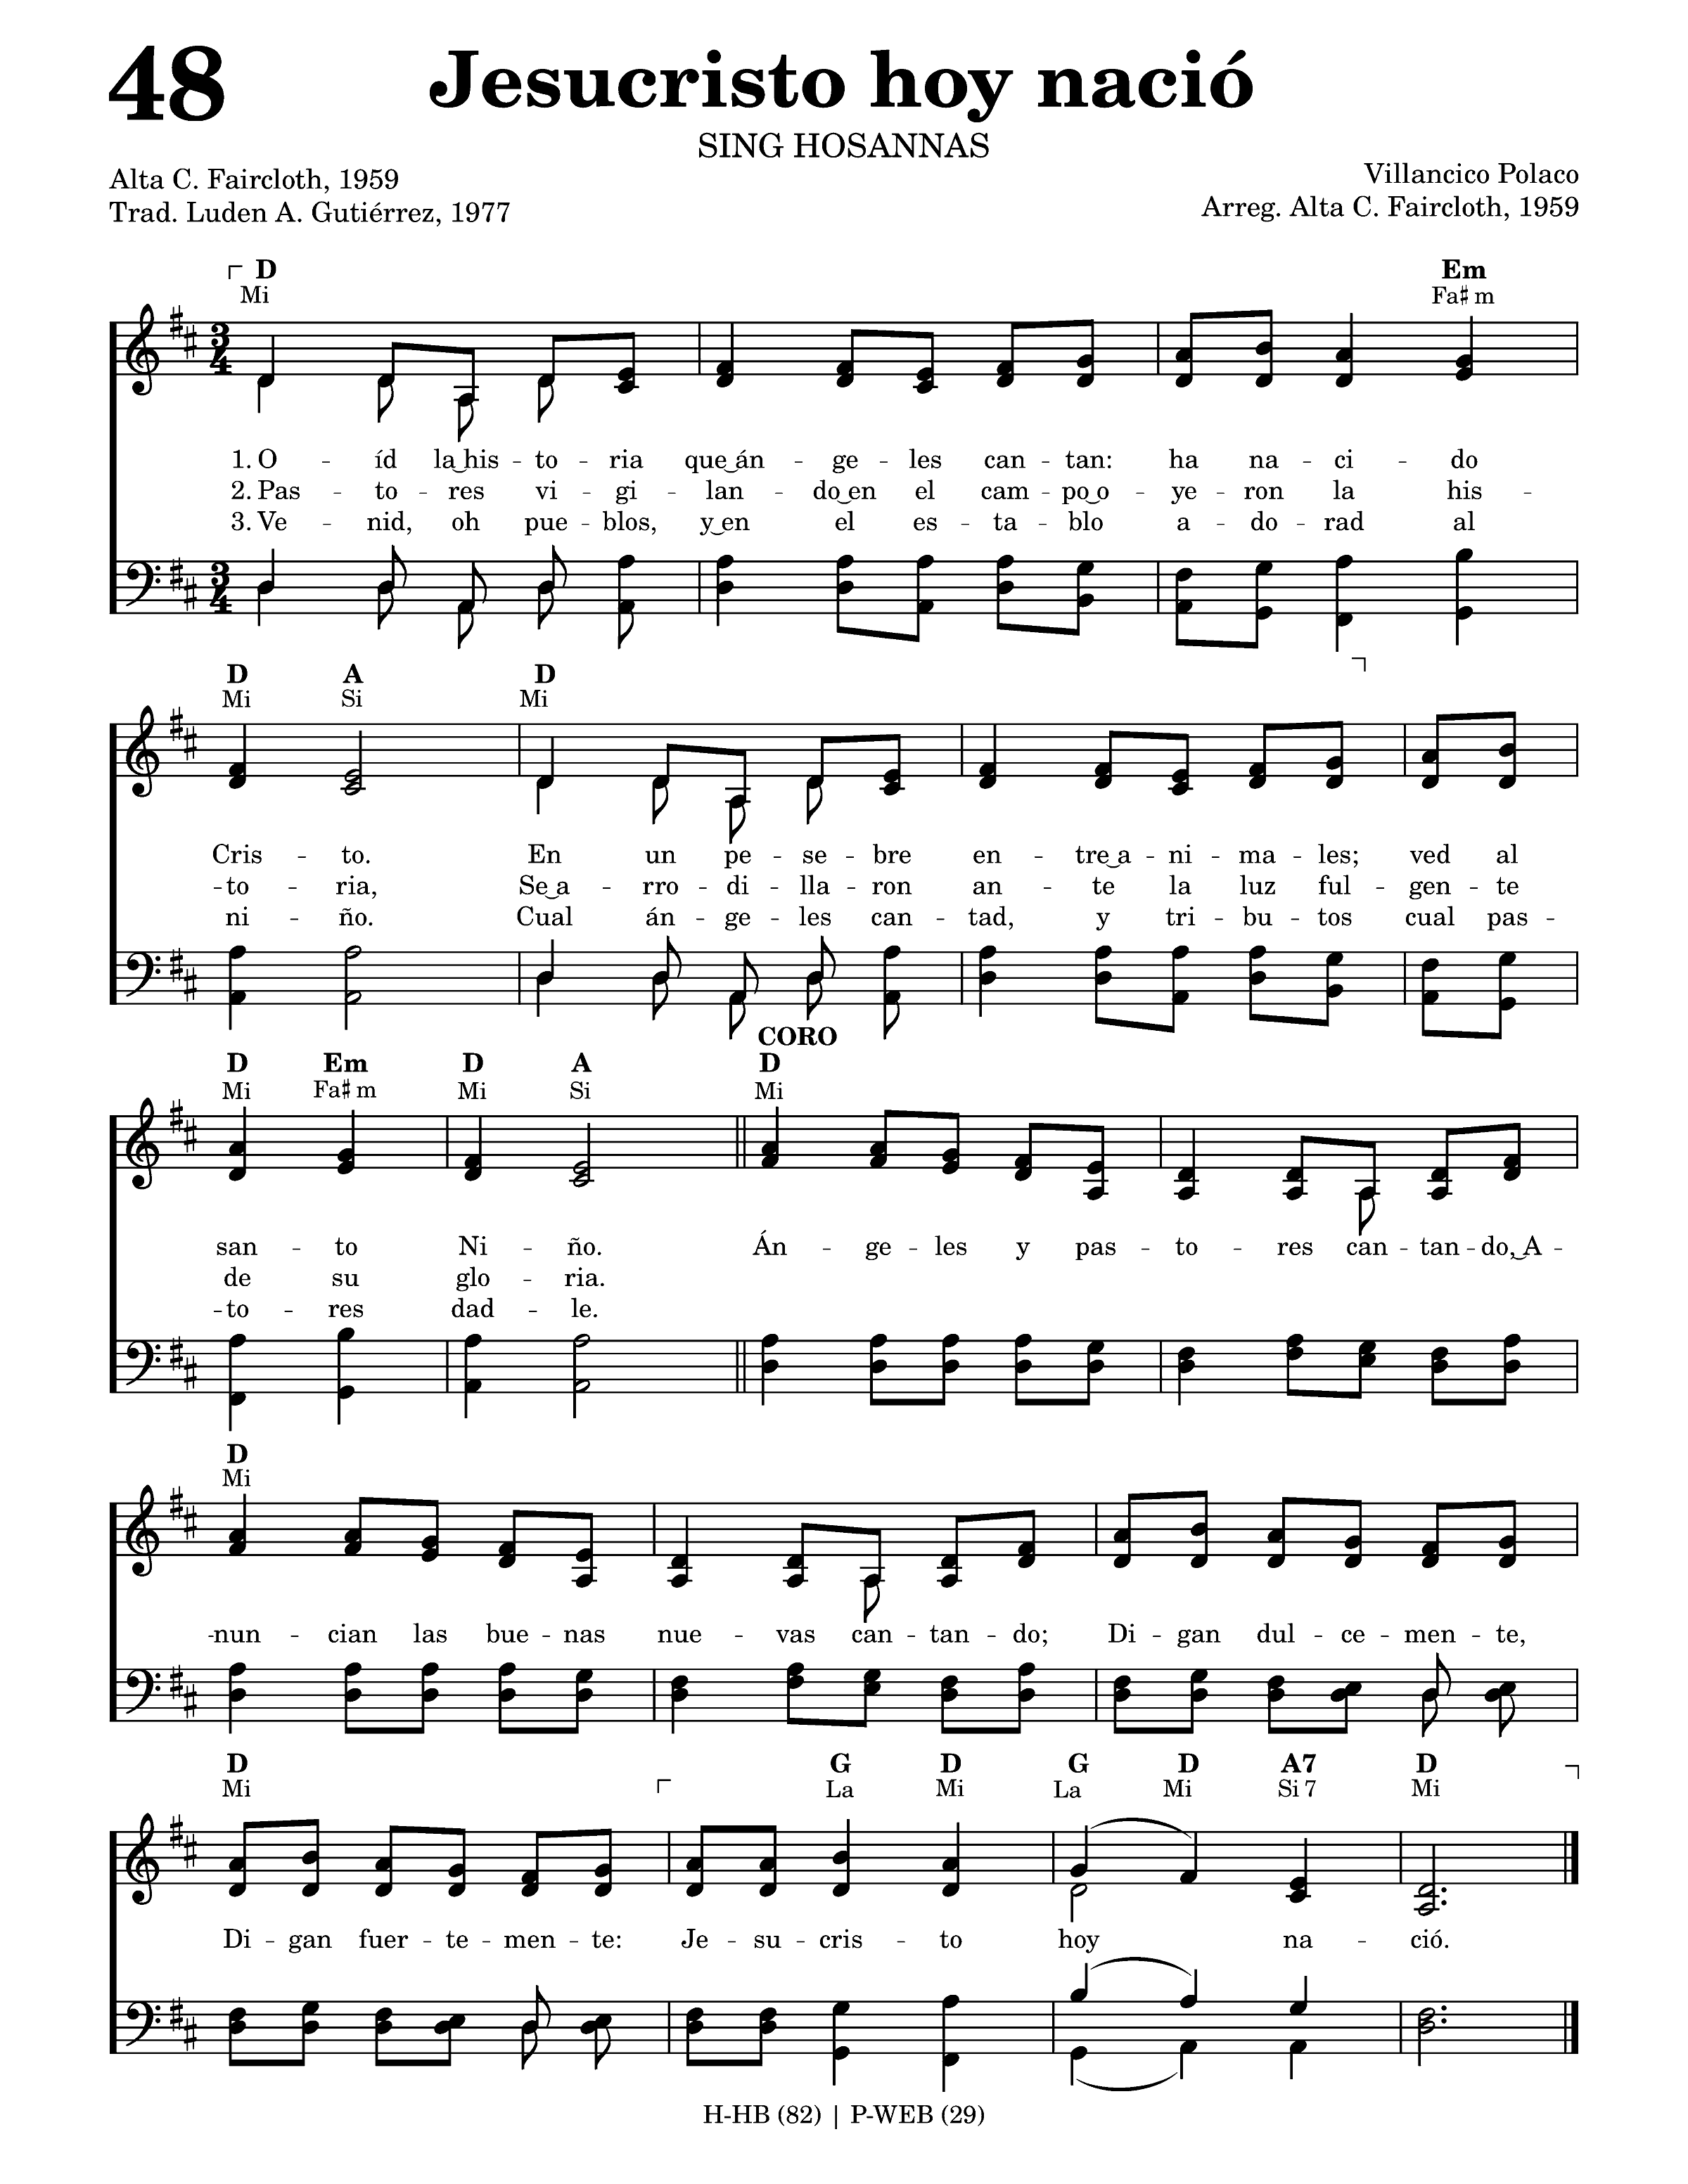 48 Jesucristo hoy nació
SING HOSANNAS
Alta C. Faircloth, 1959
Trad. Luden A. Gutiérrez, 1977
Villancico Polaco
Arreg. Alta C. Faircloth, 1959
D Em
Mi Fa♯m
3/4
1. O - íd la‿his - to - ria que‿án - ge - les can - tan: ha na - ci - do
2. Pas - to - res vi - gi - lan - do‿en el cam - po‿o - ye - ron la his -
3. Ve - nid, oh pue - blos, y‿en el es - ta - blo a - do - rad al
3/4
D A D
Mi Si Mi
Cris - to. En un pe - se - bre en - tre‿a - ni - ma - les; ved al
- to - ria, Se‿a - rro - di - lla - ron an - te la luz ful - gen - te
ni - ño. Cual án - ge - les can - tad, y tri - bu - tos cual pas -
CORO
D Em D A D
Mi Fa♯m Mi Si Mi
san - to Ni - ño. Án - ge - les y pas - to - res can - tan - do,‿A -
de su glo - ria.
- to - res dad - le.
D
Mi
- nun - cian las bue - nas nue - vas can - tan - do; Di - gan dul - ce - men - te,
D G D G D A7 D
Mi La Mi La Mi Si 7 Mi
Di - gan fuer - te - men - te: Je - su - cris - to hoy na - ció.
H-HB (82) | P-WEB (29)